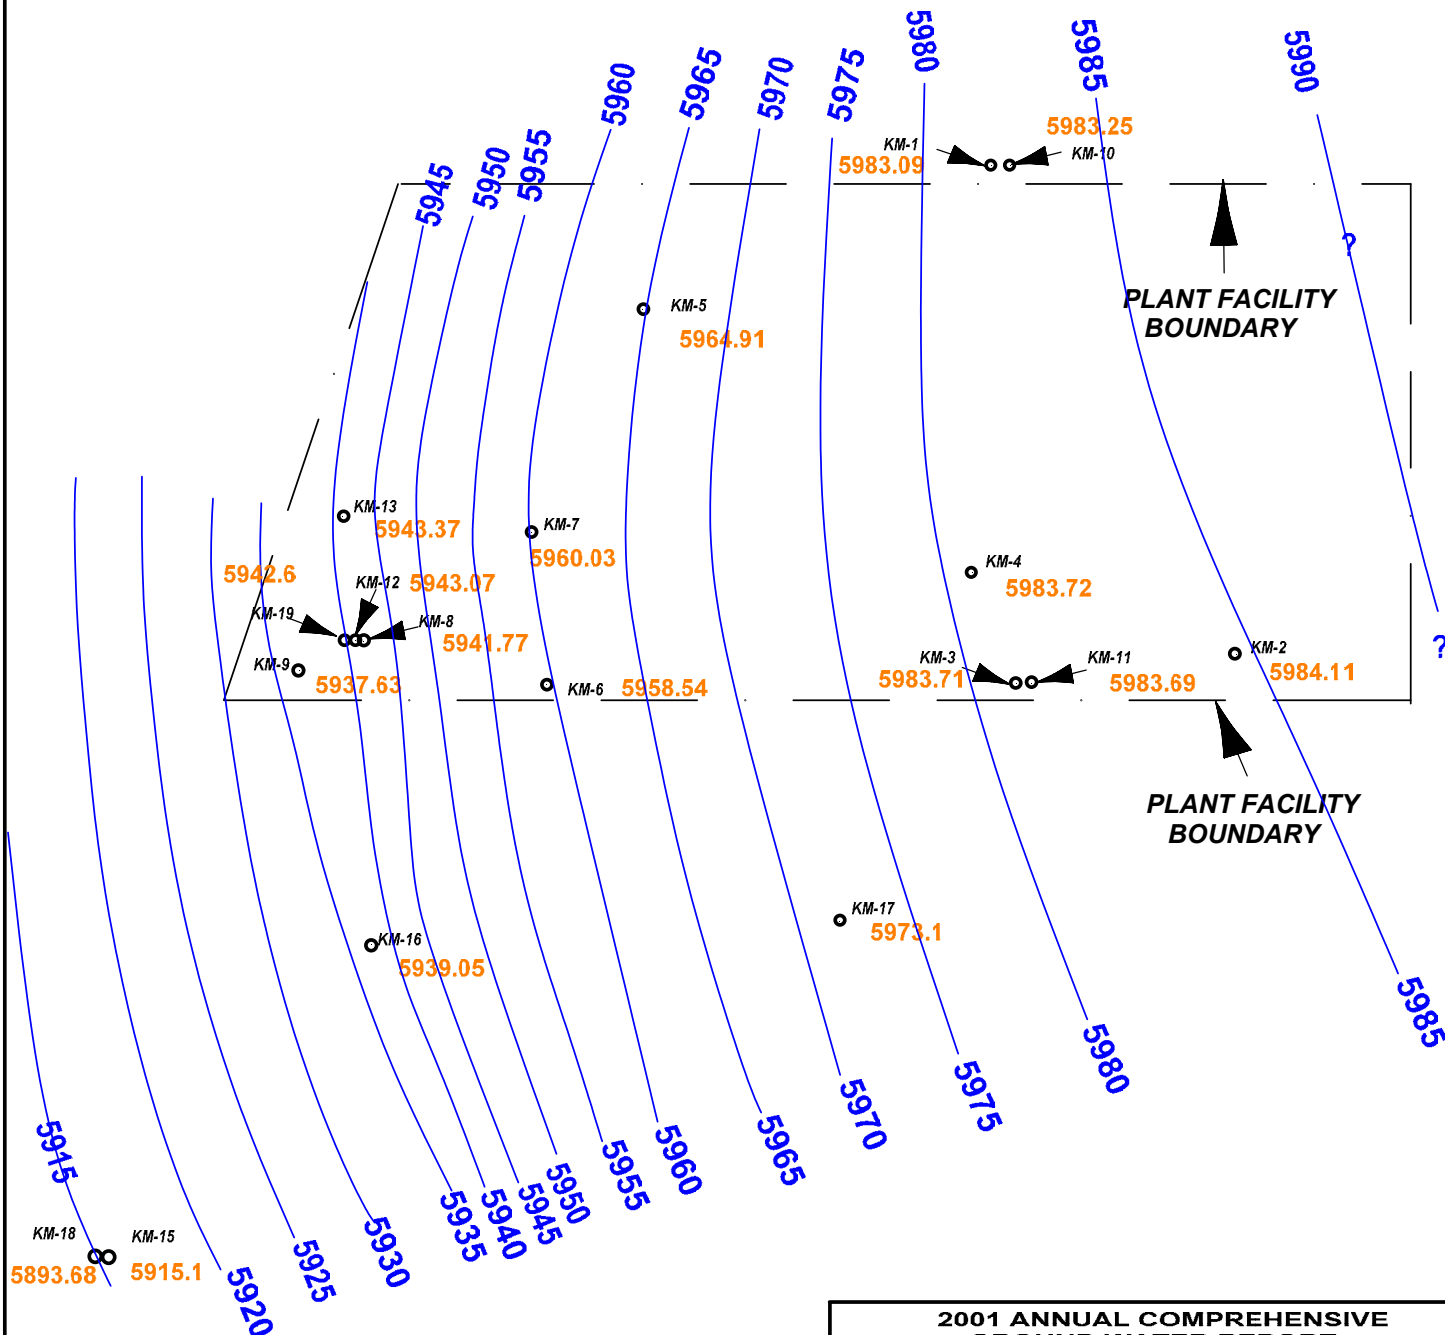 5980
5985
5990
5975
5970
5965
5960
5955
5950
5945
5983.25
KM-1
KM-10
5983.09
?
PLANT FACILITY
BOUNDARY
KM-5
5964.91
KM-13
5943.37
KM-7
5960.03
5942.6
KM-12
5943.07
KM-4
5983.72
KM-19
KM-8
5941.77
KM-9
5937.63
KM-6
5958.54
KM-3
5983.71
KM-11
5983.69
KM-2
5984.11
?
PLANT FACILITY
BOUNDARY
KM-17
5973.1
KM-16
5939.05
5985
5980
5975
5970
5965
5960
5955
5950
5945
5940
5935
5930
5925
5920
5915
KM-18
KM-15
5893.68
5915.1
2001 ANNUAL COMPREHENSIVE
GROUND WATER REPORT